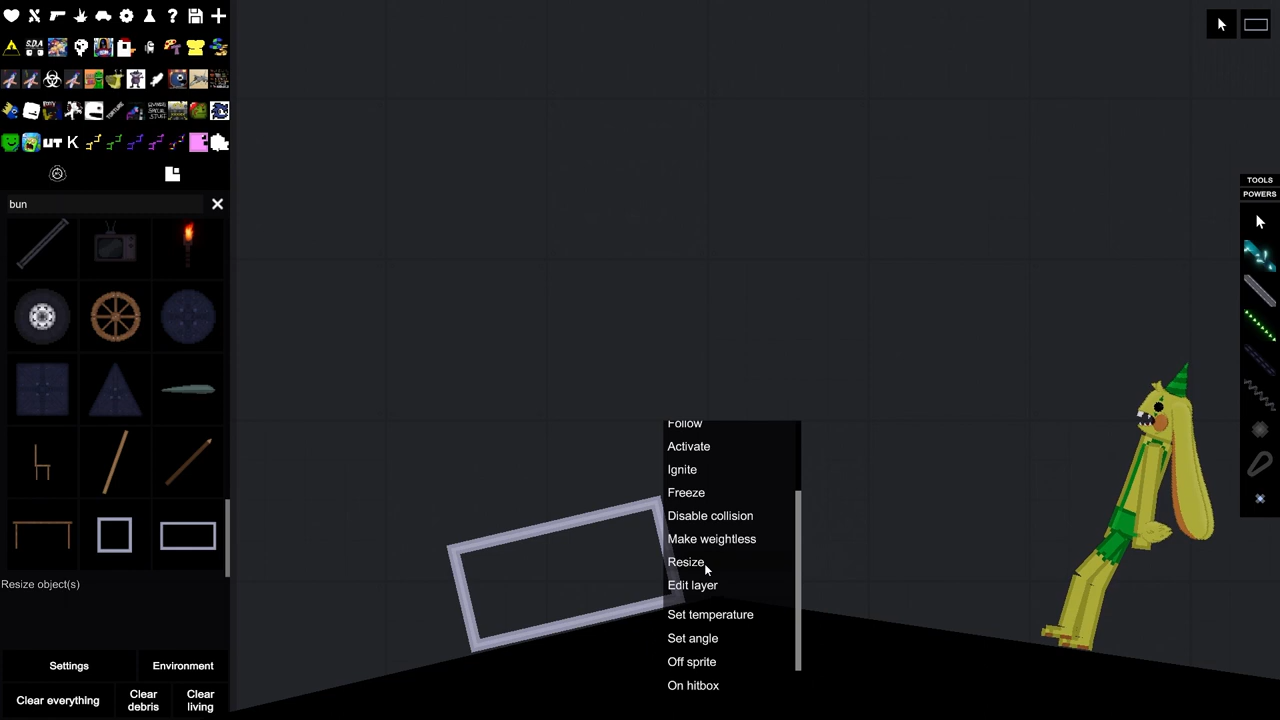 S.D.A
UT K
bun
TOOLS
POWERS
Follow
Activate
Ignite
Freeze
Disable collision
Make weightless
Resize
Edit layer
Set temperature
Set angle
Off sprite
On hitbox
Resize object(s)
Settings
Environment
Clear everything
Clear
debris
Clear
living